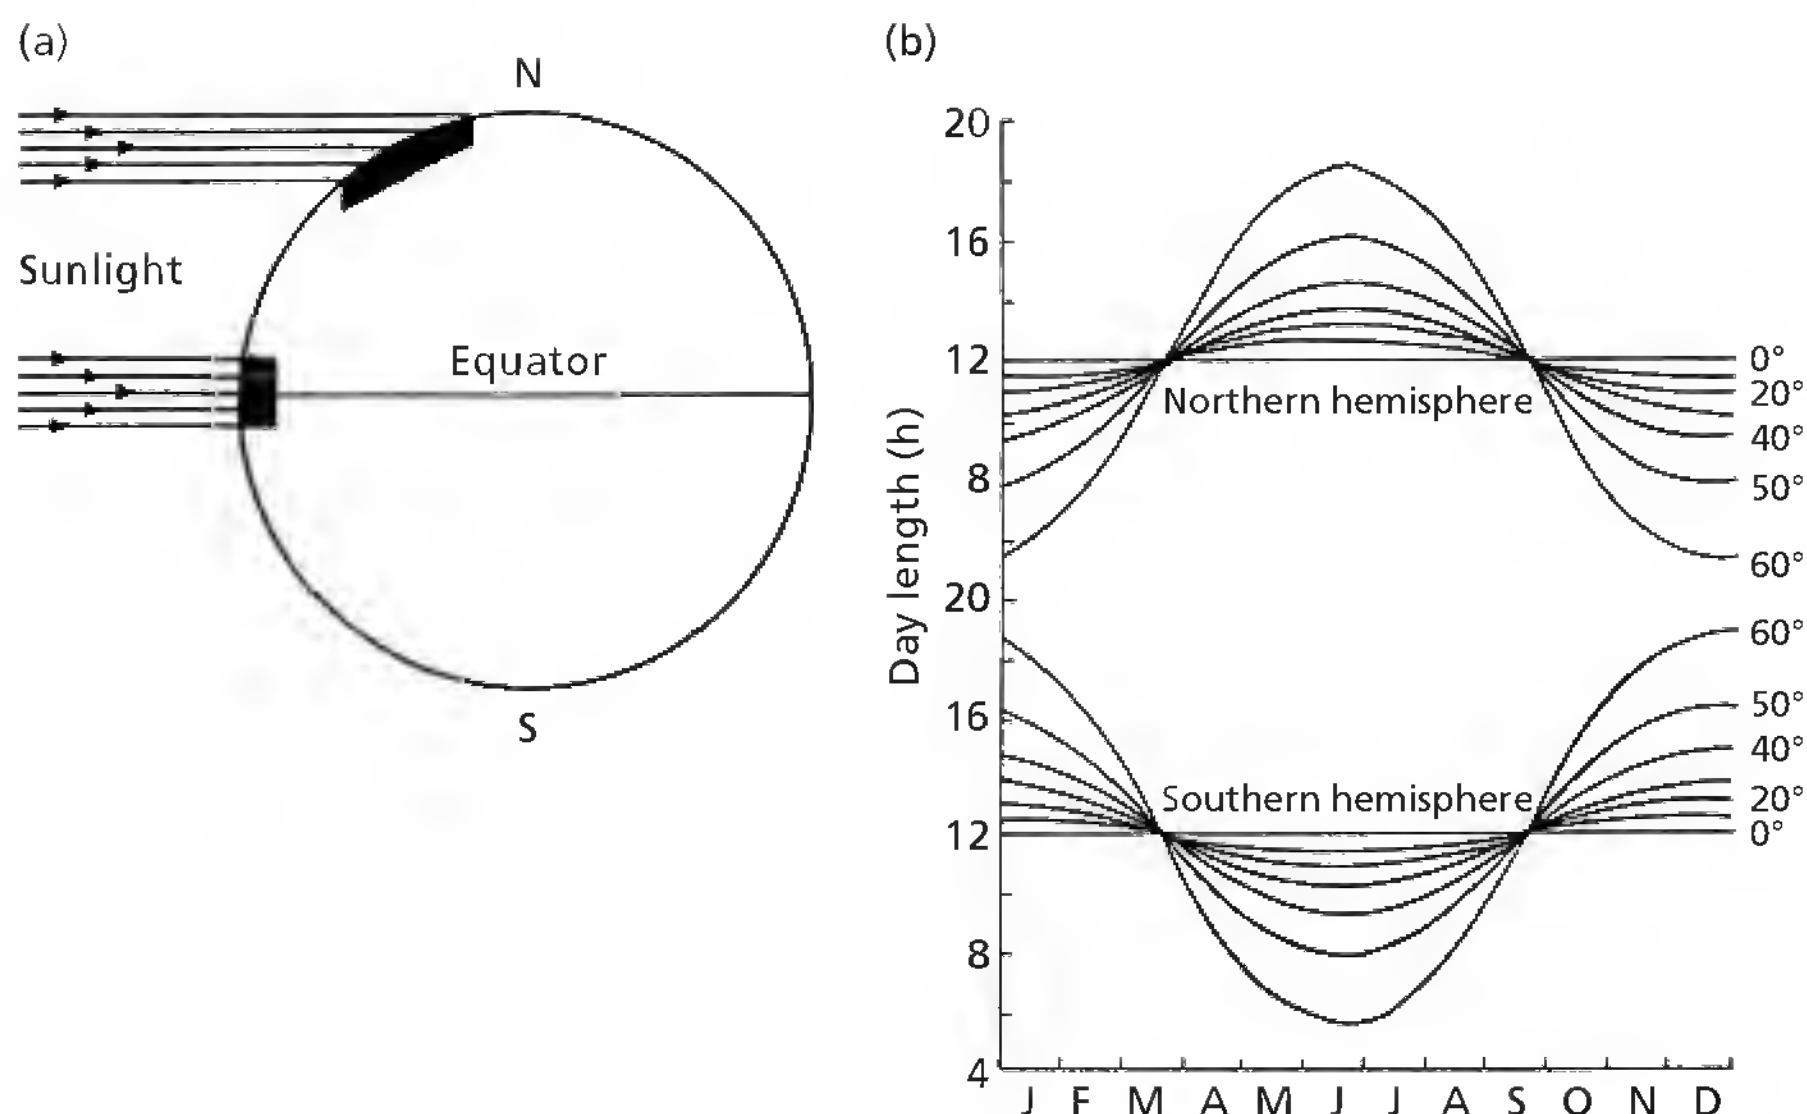 (a)
N
Sunlight
Equator
S
(b)
Day length (h)
20
16
12
8
20
16
12
8
4
Northern hemisphere
0°
20°
40°
50°
60°
Southern hemisphere
60°
50°
40°
20°
0°
J F M A M J J A S O N D